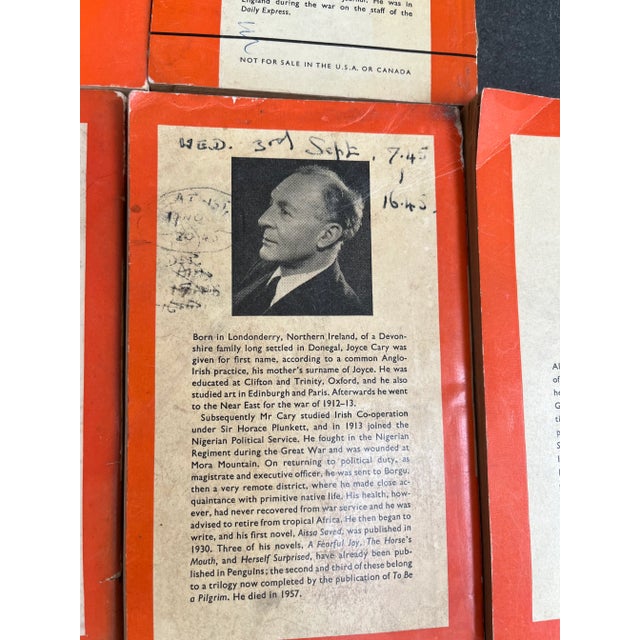 England during the war on the staff of the
Daily Express.
NOT FOR SALE IN THE U.S.A. OR CANADA
WED. 3rd Sept. 7.45
16.45.
Born in Londonderry, Northern Ireland, of a Devon-
shire family long settled in Donegal, Joyce Cary was
given for first name, according to a common Anglo-
Irish practice, his mother's surname of Joyce. He was
educated at Clifton and Trinity, Oxford, and he also
studied art in Edinburgh and Paris. Afterwards he went
to the Near East for the war of 1912–13.
Subsequently Mr Cary studied Irish Co-operation
under Sir Horace Plunkett, and in 1913 joined the
Nigerian Political Service. He fought in the Nigerian
Regiment during the Great War and was wounded at
Mora Mountain. On returning to political duty, as
magistrate and executive officer, he was sent to Borgu,
then a very remote district, where he made close ac-
quaintance with primitive native life. His health, how-
ever, had never recovered from war service and he was
advised to retire from tropical Africa. He then began to
write, and his first novel, Aissa Saved, was published in
1930. Three of his novels, A Fearful Joy, The Horse's
Mouth, and Herself Surprised, have already been pub-
lished in Penguins; the second and third of these belong
to a trilogy now completed by the publication of To Be
a Pilgrim. He died in 1957.